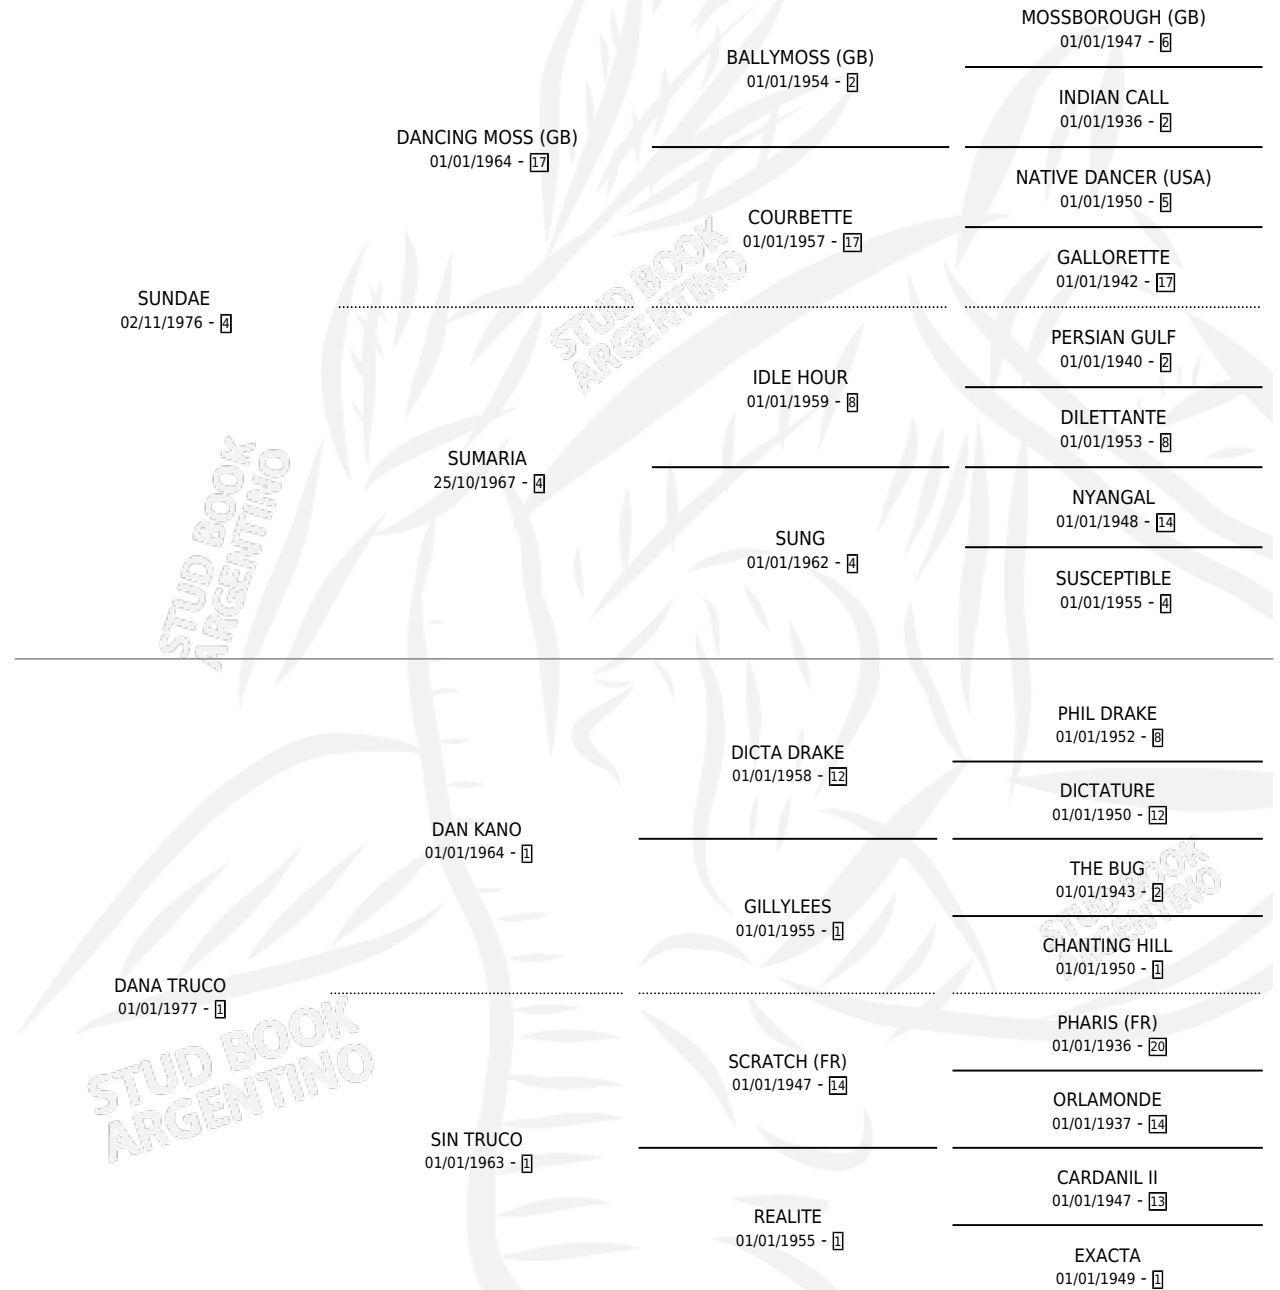 MOSSBOROUGH (GB)
01/01/1947 - 6
BALLYMOSS (GB)
01/01/1954 - 2
INDIAN CALL
01/01/1936 - 2
DANCING MOSS (GB)
01/01/1964 - 17
NATIVE DANCER (USA)
01/01/1950 - 5
COURBETTE
01/01/1957 - 17
GALLORETTE
01/01/1942 - 17
SUNDAE
02/11/1976 - 4
PERSIAN GULF
01/01/1940 - 2
IDLE HOUR
01/01/1959 - 8
DILETTANTE
01/01/1953 - 8
SUMARIA
25/10/1967 - 4
NYANGAL
01/01/1948 - 14
SUNG
01/01/1962 - 4
SUSCEPTIBLE
01/01/1955 - 4
PHIL DRAKE
01/01/1952 - 8
DICTA DRAKE
01/01/1958 - 12
DICTATURE
01/01/1950 - 12
DAN KANO
01/01/1964 - 1
THE BUG
01/01/1943 - 2
GILLYLEES
01/01/1955 - 1
CHANTING HILL
01/01/1950 - 1
DANA TRUCO
01/01/1977 - 1
PHARIS (FR)
01/01/1936 - 20
SCRATCH (FR)
01/01/1947 - 14
ORLAMONDE
01/01/1937 - 14
SIN TRUCO
01/01/1963 - 1
CARDANIL II
01/01/1947 - 13
REALITE
01/01/1955 - 1
EXACTA
01/01/1949 - 1
STUD BOOK
ARGENTINO
STUD BOOK
ARGENTINO
STUD BOOK
ARGENTINO
STUD BOOK
ARGENTINO